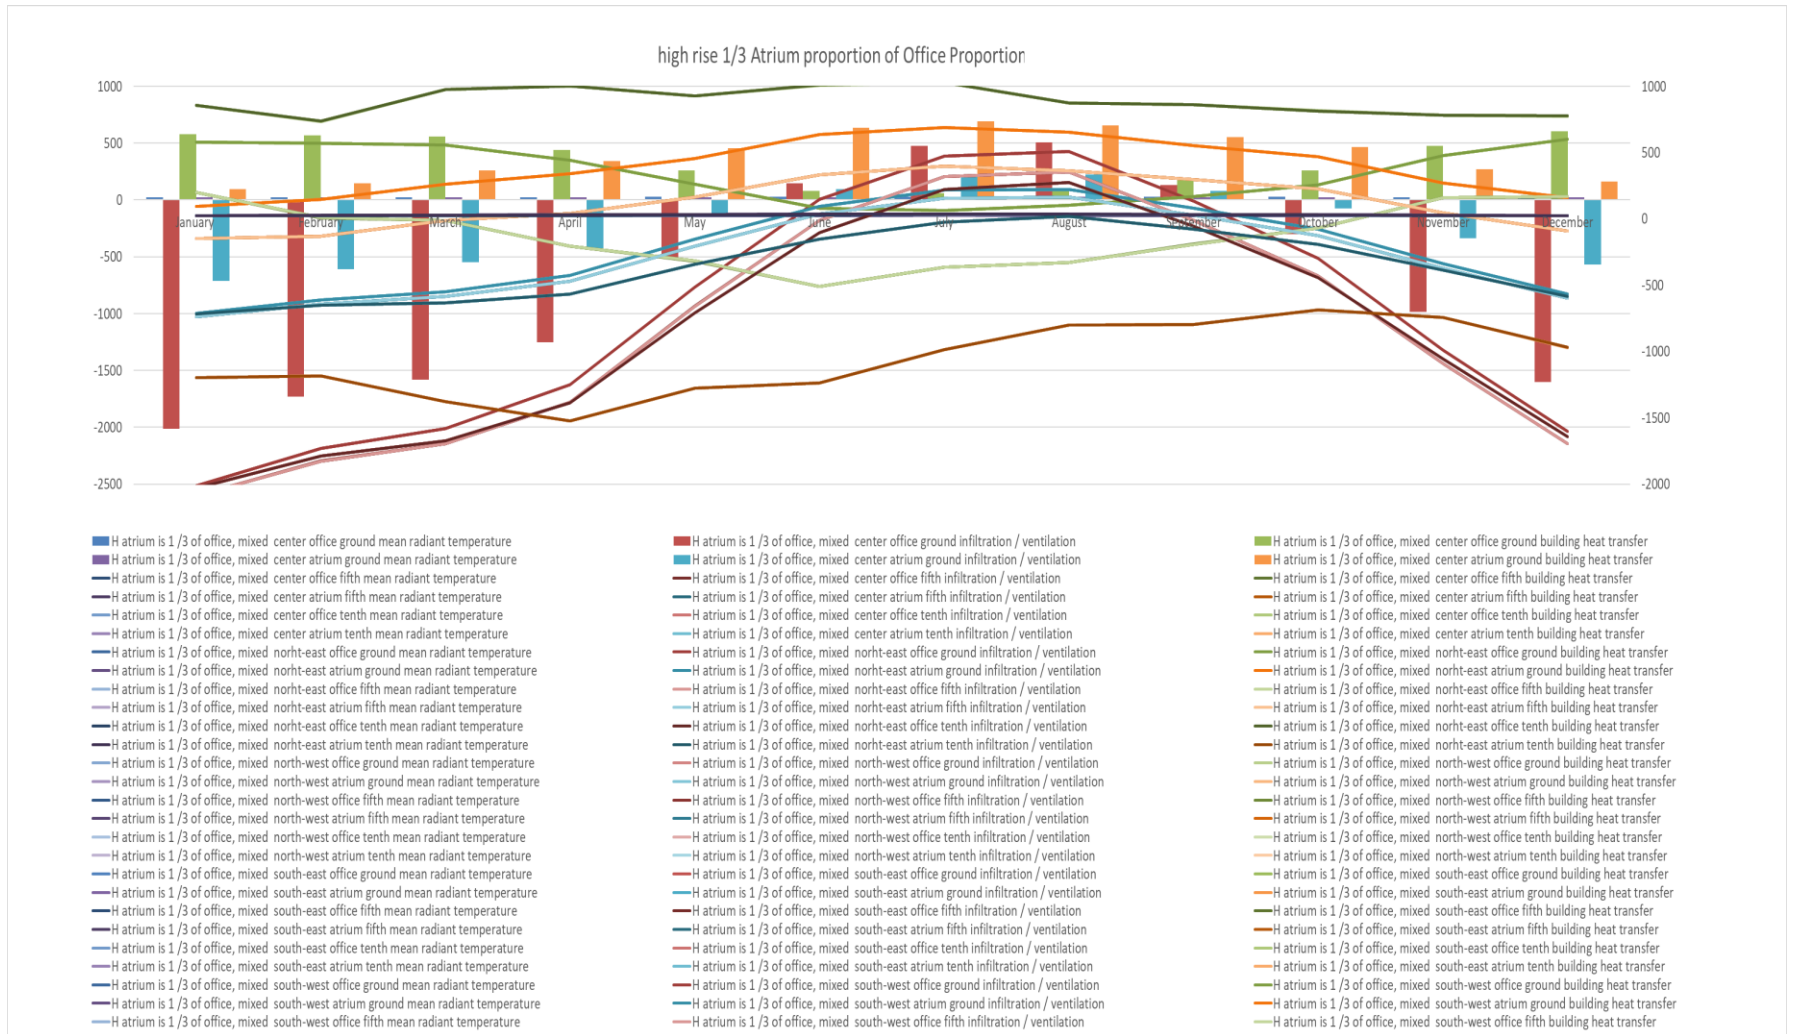 high rise 1/3 Atrium proportion of Office Proportion
1000 1000
500 500
0 0
January February March April May June July August September October November December
-500 -500
-1000 -1000
-1500 -1500
-2000
-2500 -2000
H atrium is 1 /3 of office, mixed center office ground mean radiant temperature H atrium is 1 /3 of office, mixed center office ground infiltration / ventilation H atrium is 1 /3 of office, mixed center office ground building heat transfer
H atrium is 1 /3 of office, mixed center atrium ground mean radiant temperature H atrium is 1 /3 of office, mixed center atrium ground infiltration / ventilation H atrium is 1 /3 of office, mixed center atrium ground building heat transfer
H atrium is 1 /3 of office, mixed center office fifth mean radiant temperature H atrium is 1 /3 of office, mixed center office fifth infiltration / ventilation H atrium is 1 /3 of office, mixed center office fifth building heat transfer
H atrium is 1 /3 of office, mixed center atrium fifth mean radiant temperature H atrium is 1 /3 of office, mixed center atrium fifth infiltration / ventilation H atrium is 1 /3 of office, mixed center atrium fifth building heat transfer
H atrium is 1 /3 of office, mixed center office tenth mean radiant temperature H atrium is 1 /3 of office, mixed center office tenth infiltration / ventilation H atrium is 1 /3 of office, mixed center office tenth building heat transfer
H atrium is 1 /3 of office, mixed center atrium tenth mean radiant temperature H atrium is 1 /3 of office, mixed center atrium tenth infiltration / ventilation H atrium is 1 /3 of office, mixed center atrium tenth building heat transfer
H atrium is 1 /3 of office, mixed norht-east office ground mean radiant temperature H atrium is 1 /3 of office, mixed norht-east office ground infiltration / ventilation H atrium is 1 /3 of office, mixed norht-east office ground building heat transfer
H atrium is 1 /3 of office, mixed norht-east atrium ground mean radiant temperature H atrium is 1 /3 of office, mixed norht-east atrium ground infiltration / ventilation H atrium is 1 /3 of office, mixed norht-east atrium ground building heat transfer
H atrium is 1 /3 of office, mixed norht-east office fifth mean radiant temperature H atrium is 1 /3 of office, mixed norht-east office fifth infiltration / ventilation H atrium is 1 /3 of office, mixed norht-east office fifth building heat transfer
H atrium is 1 /3 of office, mixed norht-east atrium fifth mean radiant temperature H atrium is 1 /3 of office, mixed norht-east atrium fifth infiltration / ventilation H atrium is 1 /3 of office, mixed norht-east atrium fifth building heat transfer
H atrium is 1 /3 of office, mixed norht-east office tenth mean radiant temperature H atrium is 1 /3 of office, mixed norht-east office tenth infiltration / ventilation H atrium is 1 /3 of office, mixed norht-east office tenth building heat transfer
H atrium is 1 /3 of office, mixed norht-east atrium tenth mean radiant temperature H atrium is 1 /3 of office, mixed norht-east atrium tenth infiltration / ventilation H atrium is 1 /3 of office, mixed norht-east atrium tenth building heat transfer
H atrium is 1 /3 of office, mixed north-west office ground mean radiant temperature H atrium is 1 /3 of office, mixed north-west office ground infiltration / ventilation H atrium is 1 /3 of office, mixed north-west office ground building heat transfer
H atrium is 1 /3 of office, mixed north-west atrium ground mean radiant temperature H atrium is 1 /3 of office, mixed north-west atrium ground infiltration / ventilation H atrium is 1 /3 of office, mixed north-west atrium ground building heat transfer
H atrium is 1 /3 of office, mixed north-west office fifth mean radiant temperature H atrium is 1 /3 of office, mixed north-west office fifth infiltration / ventilation H atrium is 1 /3 of office, mixed north-west office fifth building heat transfer
H atrium is 1 /3 of office, mixed north-west atrium fifth mean radiant temperature H atrium is 1 /3 of office, mixed north-west atrium fifth infiltration / ventilation H atrium is 1 /3 of office, mixed north-west atrium fifth building heat transfer
H atrium is 1 /3 of office, mixed north-west office tenth mean radiant temperature H atrium is 1 /3 of office, mixed north-west office tenth infiltration / ventilation H atrium is 1 /3 of office, mixed north-west office tenth building heat transfer
H atrium is 1 /3 of office, mixed north-west atrium tenth mean radiant temperature H atrium is 1 /3 of office, mixed north-west atrium tenth infiltration / ventilation H atrium is 1 /3 of office, mixed north-west atrium tenth building heat transfer
H atrium is 1 /3 of office, mixed south-east office ground mean radiant temperature H atrium is 1 /3 of office, mixed south-east office ground infiltration / ventilation H atrium is 1 /3 of office, mixed south-east office ground building heat transfer
H atrium is 1 /3 of office, mixed south-east atrium ground mean radiant temperature H atrium is 1 /3 of office, mixed south-east atrium ground infiltration / ventilation H atrium is 1 /3 of office, mixed south-east atrium ground building heat transfer
H atrium is 1 /3 of office, mixed south-east office fifth mean radiant temperature H atrium is 1 /3 of office, mixed south-east office fifth infiltration / ventilation H atrium is 1 /3 of office, mixed south-east office fifth building heat transfer
H atrium is 1 /3 of office, mixed south-east atrium fifth mean radiant temperature H atrium is 1 /3 of office, mixed south-east atrium fifth infiltration / ventilation H atrium is 1 /3 of office, mixed south-east atrium fifth building heat transfer
H atrium is 1 /3 of office, mixed south-east office tenth mean radiant temperature H atrium is 1 /3 of office, mixed south-east office tenth infiltration / ventilation H atrium is 1 /3 of office, mixed south-east office tenth building heat transfer
H atrium is 1 /3 of office, mixed south-east atrium tenth mean radiant temperature H atrium is 1 /3 of office, mixed south-east atrium tenth infiltration / ventilation H atrium is 1 /3 of office, mixed south-east atrium tenth building heat transfer
H atrium is 1 /3 of office, mixed south-west office ground mean radiant temperature H atrium is 1 /3 of office, mixed south-west office ground infiltration / ventilation H atrium is 1 /3 of office, mixed south-west office ground building heat transfer
H atrium is 1 /3 of office, mixed south-west atrium ground mean radiant temperature H atrium is 1 /3 of office, mixed south-west atrium ground infiltration / ventilation H atrium is 1 /3 of office, mixed south-west atrium ground building heat transfer
H atrium is 1 /3 of office, mixed south-west office fifth mean radiant temperature H atrium is 1 /3 of office, mixed south-west office fifth infiltration / ventilation H atrium is 1 /3 of office, mixed south-west office fifth building heat transfer